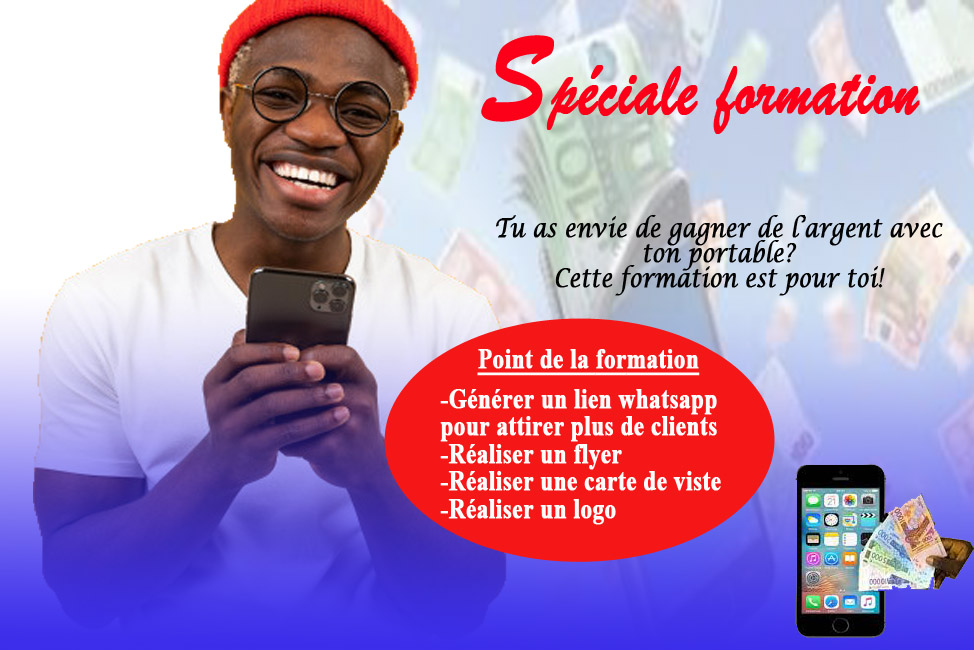 Spéciale formation
Tu as envie de gagner de l'argent avec
ton portable?
Cette formation est pour toi!
Point de la formation
-Générer un lien whatsapp
pour attirer plus de clients
-Réaliser un flyer
-Réaliser une carte de viste
-Réaliser un logo